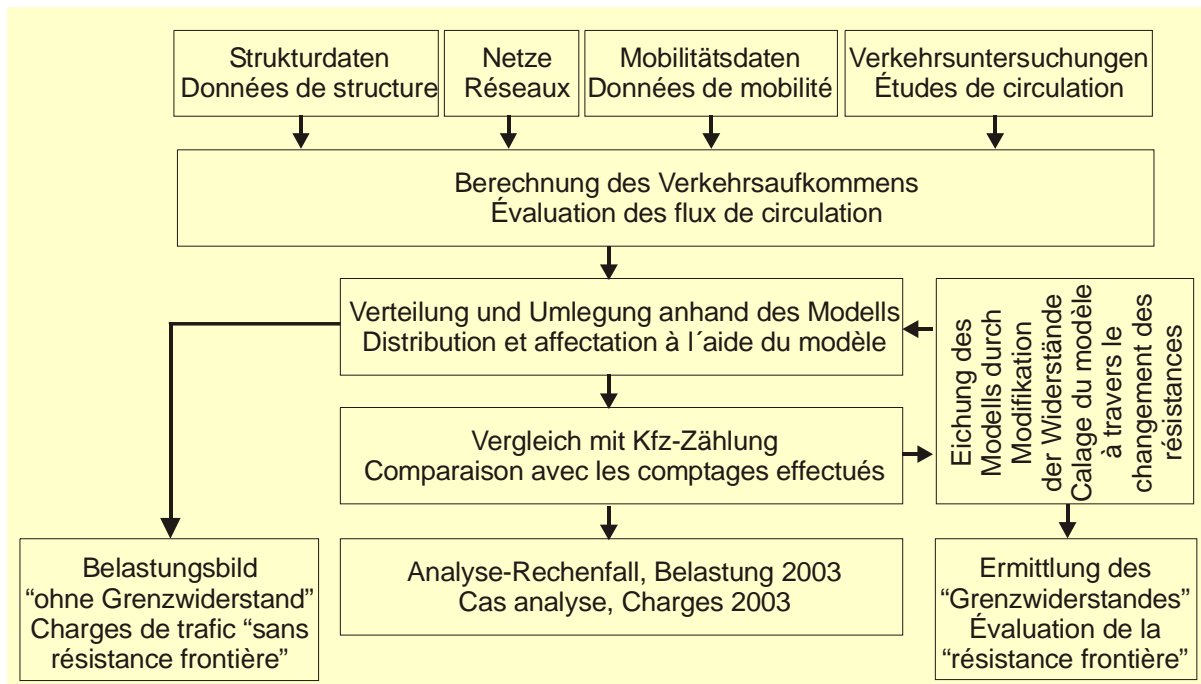 Strukturdaten
Données de structure
Netze
Réseaux
Mobilitätsdaten
Données de mobilité
Verkehrsuntersuchungen
Études de circulation
Berechnung des Verkehrsaufkommens
Évaluation des flux de circulation
Verteilung und Umlegung anhand des Modells
Distribution et affectation à l´aide du modèle
Eichung des
Modells durch
Modifikation
der Widerstände
Calage du modèle
à travers le
changement des
résistances
Vergleich mit Kfz-Zählung
Comparaison avec les comptages effectués
Belastungsbild
“ohne Grenzwiderstand”
Charges de trafic “sans
résistance frontière”
Analyse-Rechenfall, Belastung 2003
Cas analyse, Charges 2003
Ermittlung des
“Grenzwiderstandes”
Évaluation de la
“résistance frontière”